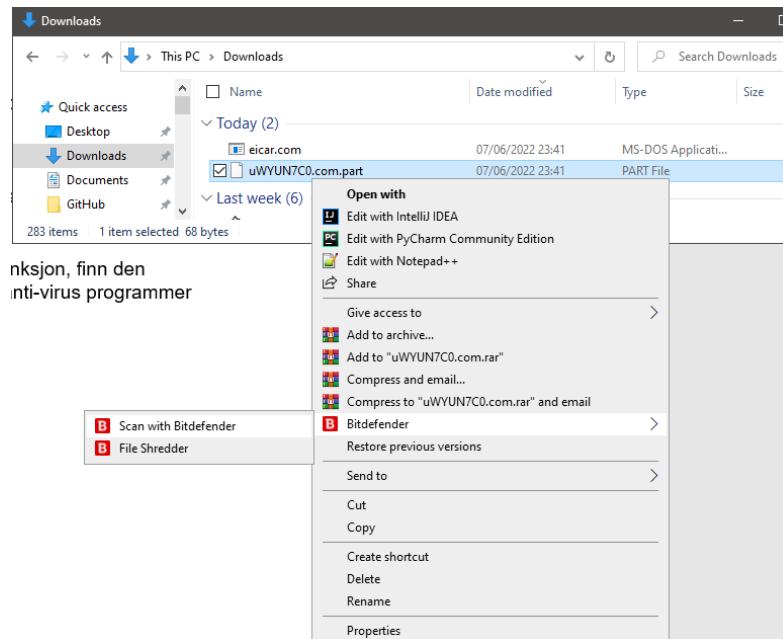 Downloads
This PC > Downloads
Search Downloads
Name
Date modified
Type
Size
Quick access
Desktop
Downloads
Documents
GitHub
Today (2)
eicar.com 07/06/2022 23:41 MS-DOS Applicati...
uWYUN7C0.com.part 07/06/2022 23:41 PART File
Last week (6)
283 items 1 item selected 68 bytes
nksjon, finn den
nti-virus programmer
Open with
Edit with IntelliJ IDEA
Edit with PyCharm Community Edition
Edit with Notepad++
Share
Give access to
Add to archive...
Add to "uWYUN7C0.com.rar"
Compress and email...
Compress to "uWYUN7C0.com.rar" and email
Bitdefender
Scan with Bitdefender
File Shredder
Restore previous versions
Send to
Cut
Copy
Create shortcut
Delete
Rename
Properties